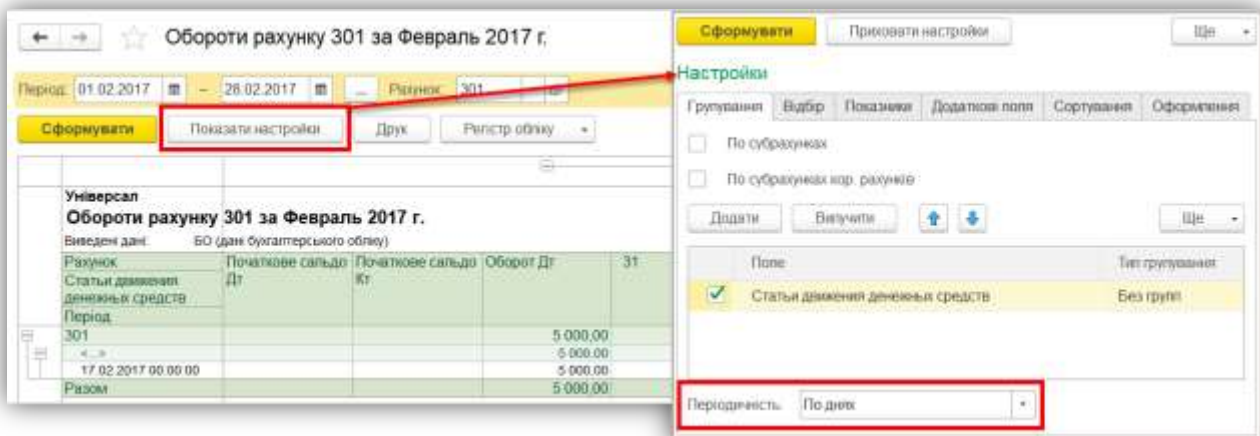 Обороти рахунку 301 за Февраль 2017 г.
Період: 01.02.2017 – 28.02.2017 ... Рахунок: 301
Сформувати Показати настройки Друк Регістр обліку
Універсал
Обороти рахунку 301 за Февраль 2017 г.
Виведені дані: БО (дані бухгалтерського обліку)
Рахунок Початкове сальдо Початкове сальдо Оборот Дт 31
Статьи движения Дт Кт
денежных средств
Період
301 5 000,00
<...> 5 000,00
17.02.2017 00:00:00 5 000,00
Разом 5 000,00
Сформувати Приховати настройки Ще
Настройки
Групування Відбір Показники Додаткові поля Сортування Оформлення
По субрахунках
По субрахунках кор. рахунків
Додати Вилучити Ще
Поле Тип групування
Статьи движения денежных средств Без групп
Періодичність: По днях